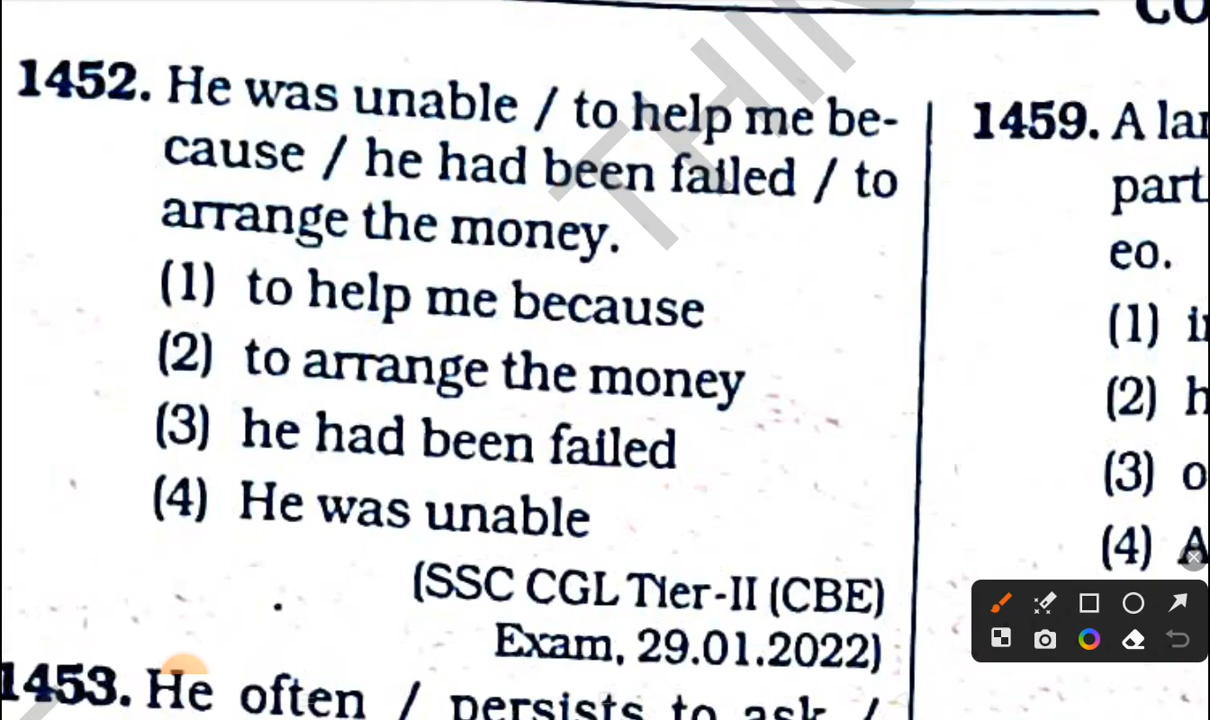 CO
THIN
1452. He was unable / to help me be-
cause / he had been failed / to
arrange the money.
(1) to help me because
(2) to arrange the money
(3) he had been failed
(4) He was unable
(SSC CGL Tier-II (CBE)
Exam, 29.01.2022)
1453. He often / persists to ask /
1459. A lar
part
eo.
(1) i
(2) h
(3) o
(4) A